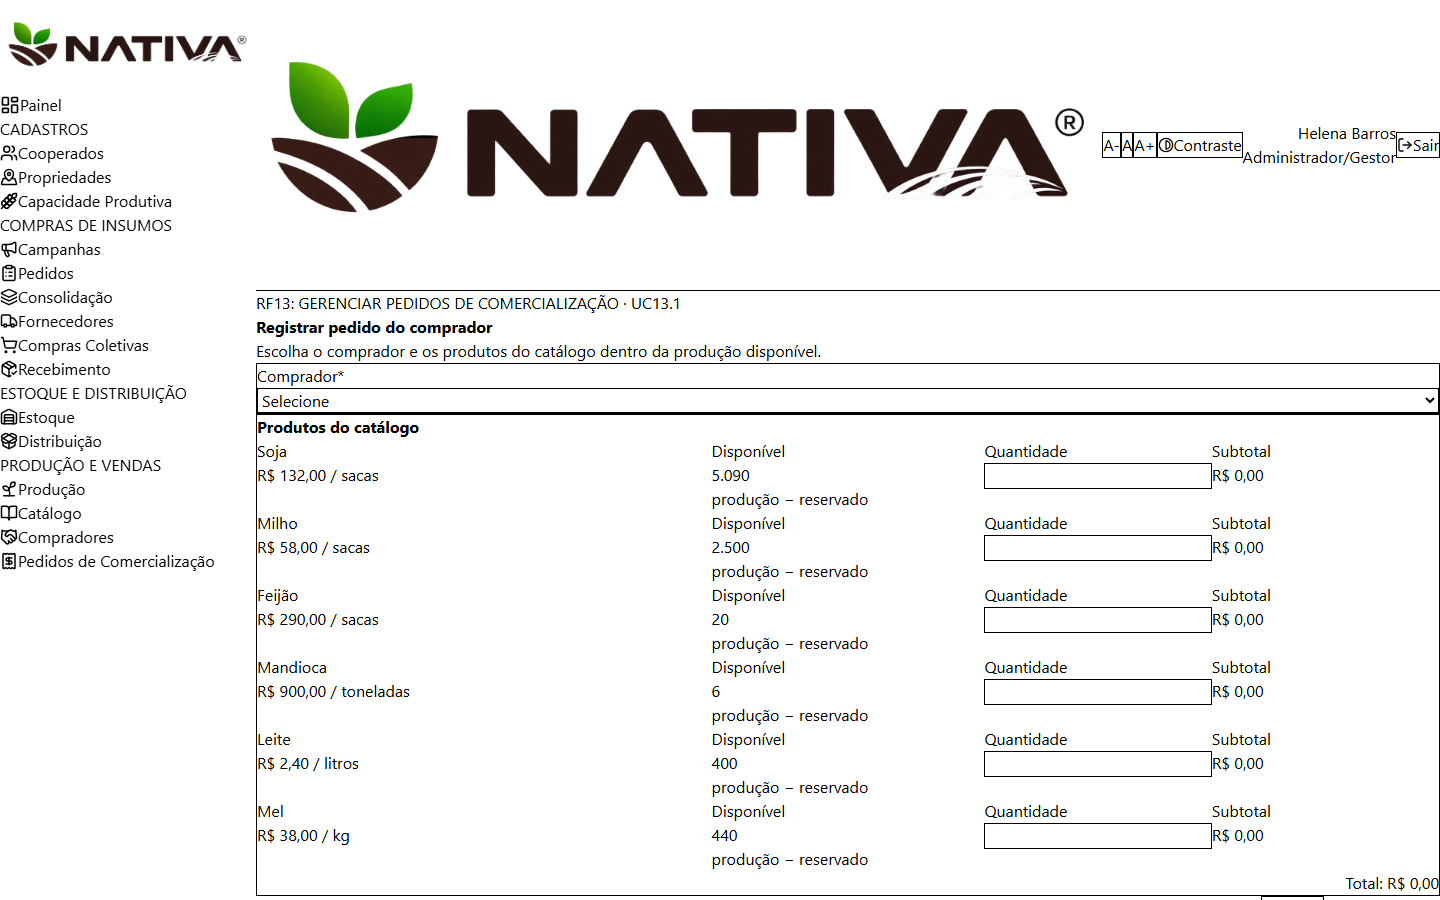 NATIVA®
Painel
CADASTROS
Cooperados
Propriedades
Capacidade Produtiva
COMPRAS DE INSUMOS
Campanhas
Pedidos
Consolidação
Fornecedores
Compras Coletivas
Recebimento
ESTOQUE E DISTRIBUIÇÃO
Estoque
Distribuição
PRODUÇÃO E VENDAS
Produção
Catálogo
Compradores
Pedidos de Comercialização
NATIVA®
A- A A+ Contraste
Helena Barros
Administrador/Gestor
Sair
RF13: GERENCIAR PEDIDOS DE COMERCIALIZAÇÃO · UC13.1
Registrar pedido do comprador
Escolha o comprador e os produtos do catálogo dentro da produção disponível.
Comprador*
Selecione
Produtos do catálogo
Soja Disponível Quantidade Subtotal
R$ 132,00 / sacas 5.090 R$ 0,00
produção − reservado
Milho Disponível Quantidade Subtotal
R$ 58,00 / sacas 2.500 R$ 0,00
produção − reservado
Feijão Disponível Quantidade Subtotal
R$ 290,00 / sacas 20 R$ 0,00
produção − reservado
Mandioca Disponível Quantidade Subtotal
R$ 900,00 / toneladas 6 R$ 0,00
produção − reservado
Leite Disponível Quantidade Subtotal
R$ 2,40 / litros 400 R$ 0,00
produção − reservado
Mel Disponível Quantidade Subtotal
R$ 38,00 / kg 440 R$ 0,00
produção − reservado
Total: R$ 0,00